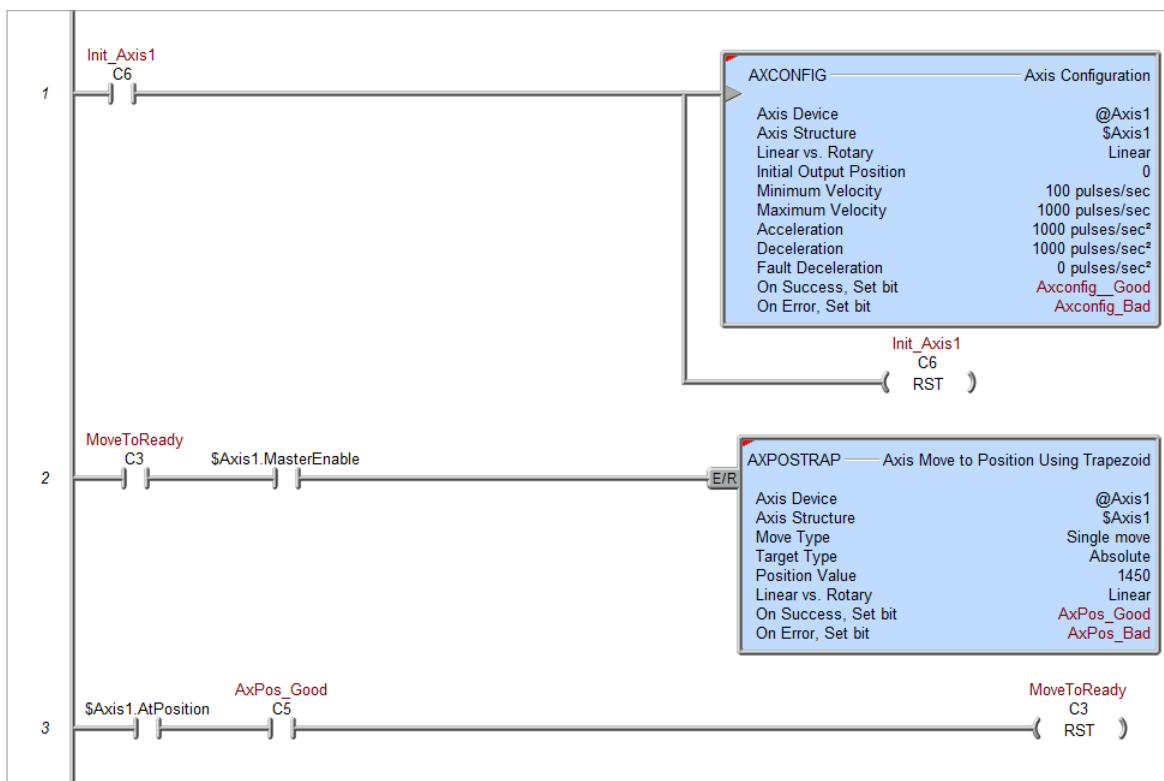 Init_Axis1
C6
1
AXCONFIG Axis Configuration
Axis Device @Axis1
Axis Structure $Axis1
Linear vs. Rotary Linear
Initial Output Position 0
Minimum Velocity 100 pulses/sec
Maximum Velocity 1000 pulses/sec
Acceleration 1000 pulses/sec²
Deceleration 1000 pulses/sec²
Fault Deceleration 0 pulses/sec²
On Success, Set bit Axconfig__Good
On Error, Set bit Axconfig_Bad
Init_Axis1
C6
RST
MoveToReady
C3
$Axis1.MasterEnable
2
E/R
AXPOSTRAP Axis Move to Position Using Trapezoid
Axis Device @Axis1
Axis Structure $Axis1
Move Type Single move
Target Type Absolute
Position Value 1450
Linear vs. Rotary Linear
On Success, Set bit AxPos_Good
On Error, Set bit AxPos_Bad
$Axis1.AtPosition
AxPos_Good
C5
3
MoveToReady
C3
RST